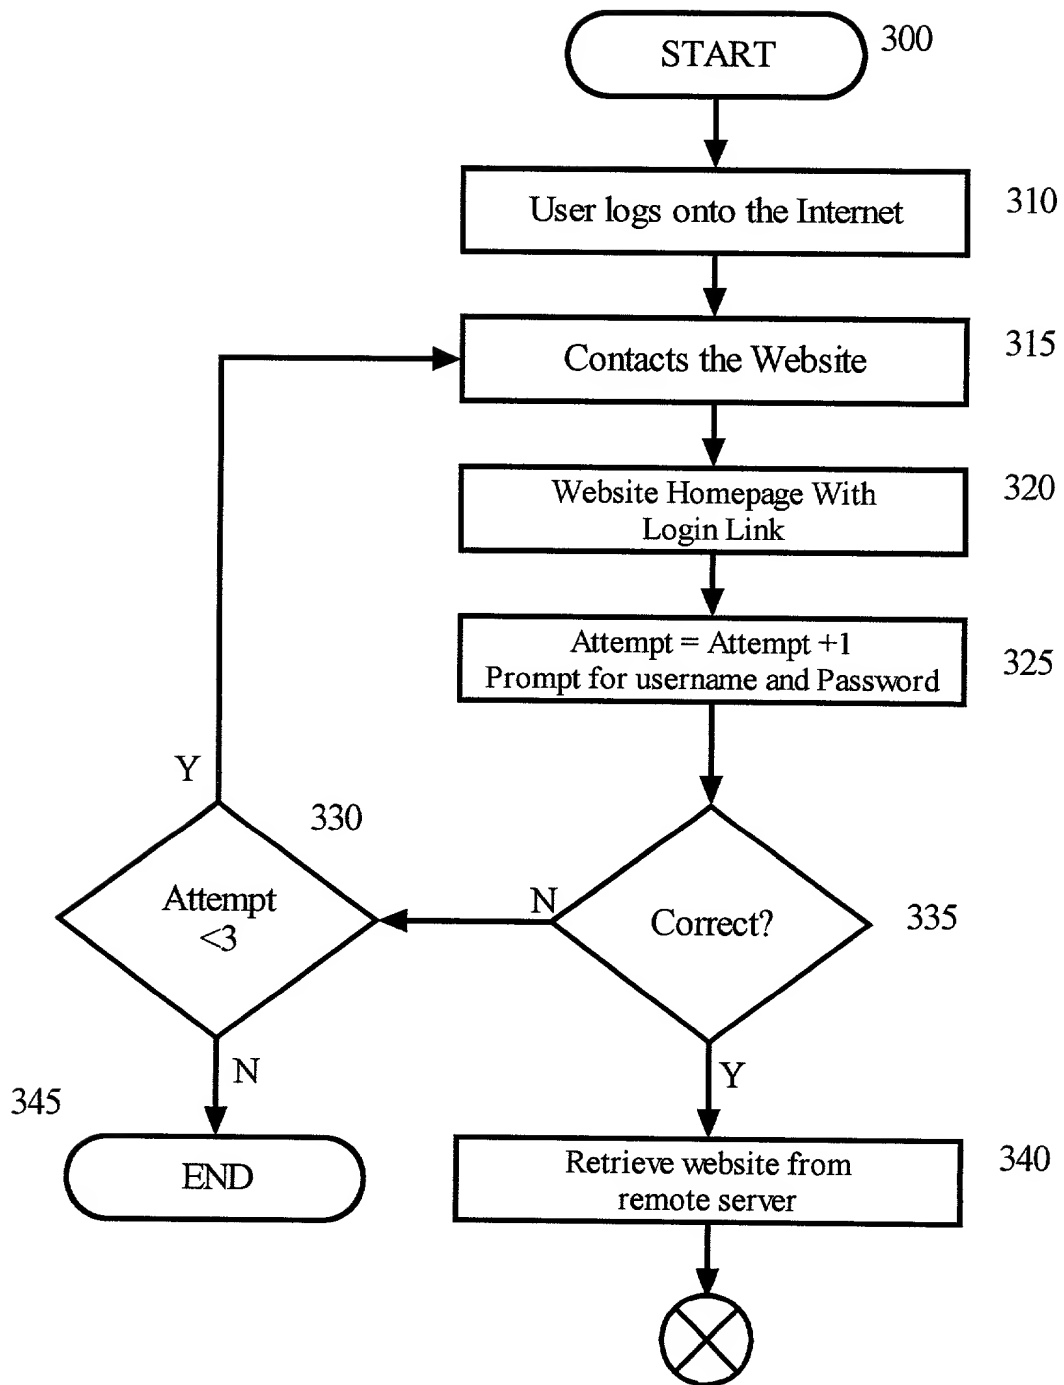 START
300
User logs onto the Internet
310
Contacts the Website
315
Website Homepage With
Login Link
320
Attempt = Attempt +1
Prompt for username and Password
325
Y
330
Attempt
<3
N
Correct?
335
N
Y
345
END
Retrieve website from
remote server
340